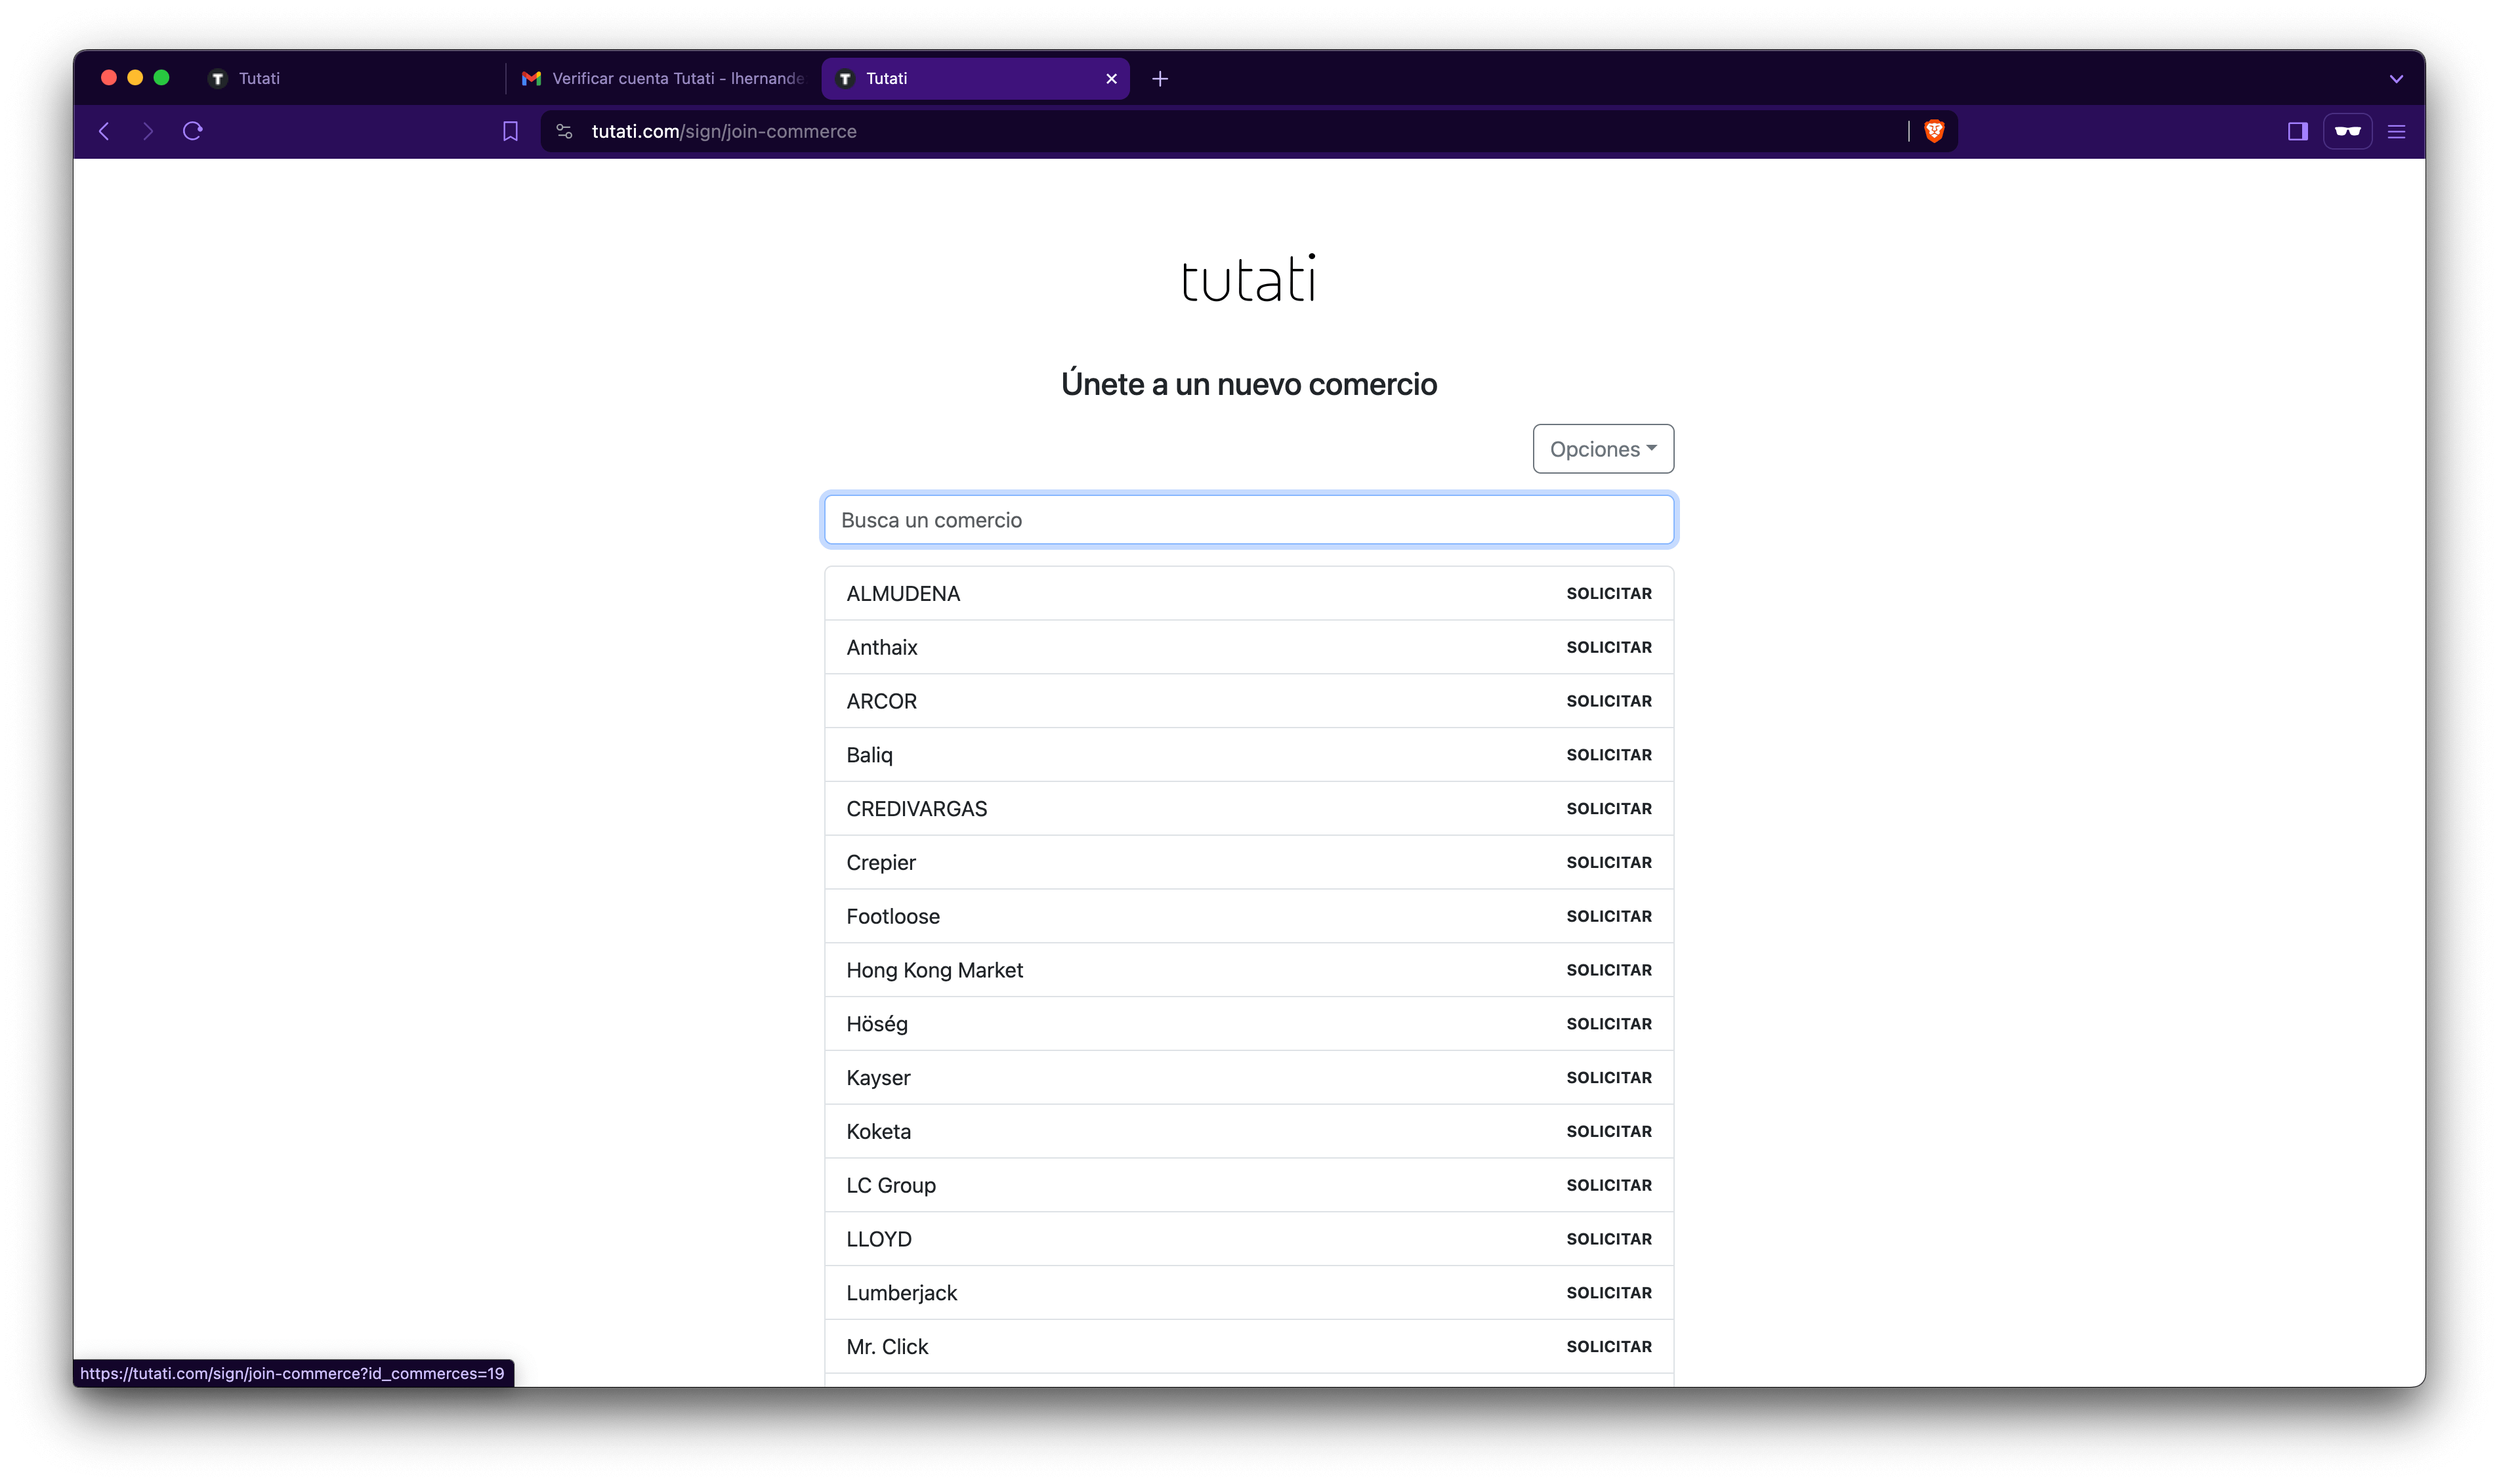 Tutati
Verificar cuenta Tutati - lhernande
Tutati
tutati.com/sign/join-commerce
tutati
Únete a un nuevo comercio
Opciones
Busca un comercio
ALMUDENA SOLICITAR
Anthaix SOLICITAR
ARCOR SOLICITAR
Baliq SOLICITAR
CREDIVARGAS SOLICITAR
Crepier SOLICITAR
Footloose SOLICITAR
Hong Kong Market SOLICITAR
Höség SOLICITAR
Kayser SOLICITAR
Koketa SOLICITAR
LC Group SOLICITAR
LLOYD SOLICITAR
Lumberjack SOLICITAR
Mr. Click SOLICITAR
https://tutati.com/sign/join-commerce?id_commerces=19